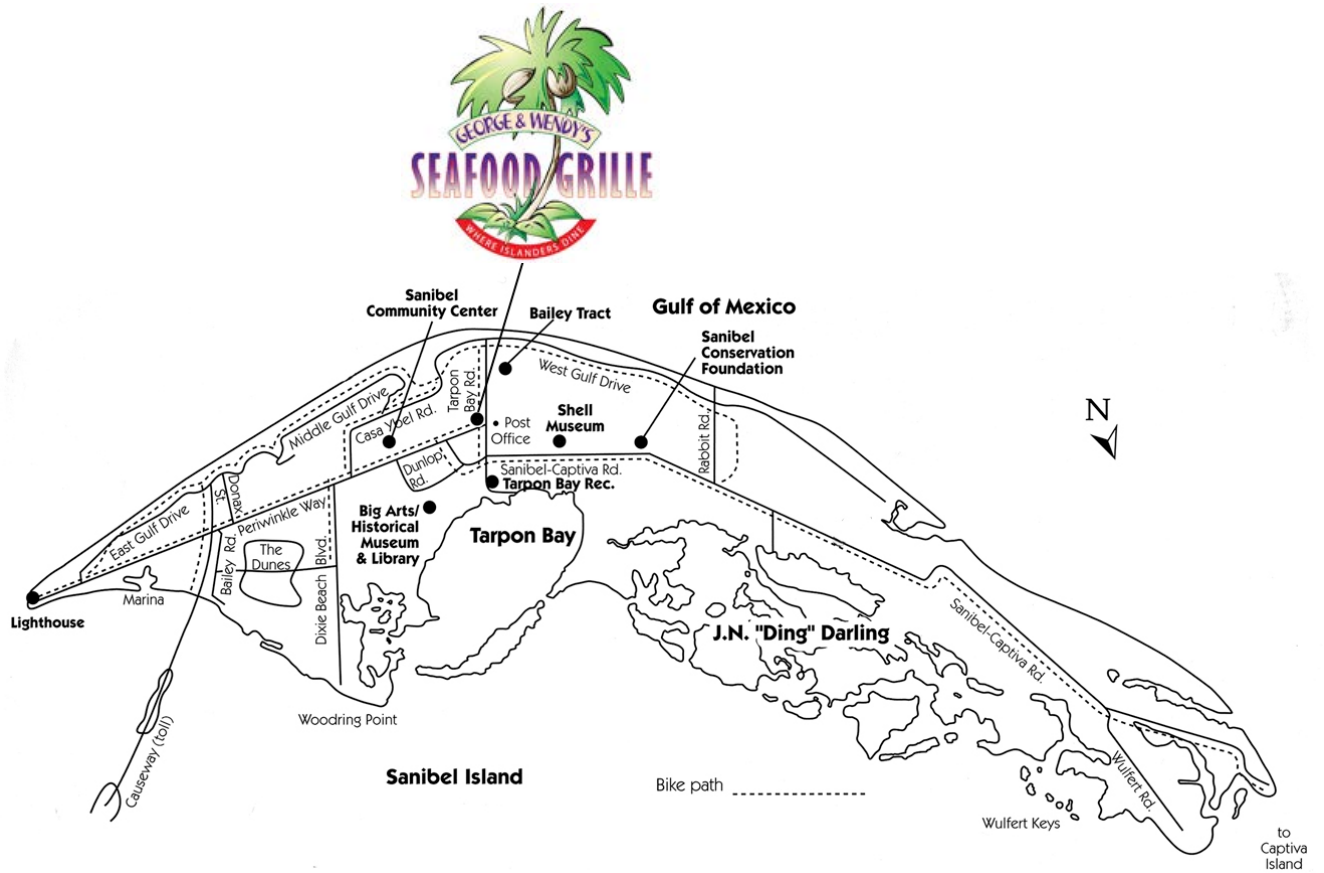 GEORGE & WENDY'S
SEAFOOD GRILLE
WHERE ISLANDERS DINE
Sanibel
Community Center
Bailey Tract
Gulf of Mexico
Sanibel
Conservation
Foundation
N
West Gulf Drive
Tarpon
Bay Rd.
Middle Gulf Drive
Casa Ybel Rd.
Post
Office
Shell
Museum
Rabbit Rd.
Dunlop
Rd.
Sanibel-Captiva Rd.
Tarpon Bay Rec.
Donax
St.
Periwinkle Way
East Gulf Drive
Big Arts/
Historical
Museum
& Library
Tarpon Bay
Bailey Rd.
The
Dunes
Dixie Beach Blvd.
Marina
Lighthouse
J.N. "Ding" Darling
Sanibel-Captiva Rd.
Woodring Point
Causeway (toll)
Sanibel Island
Bike path
Wulfert Rd.
Wulfert Keys
to
Captiva
Island